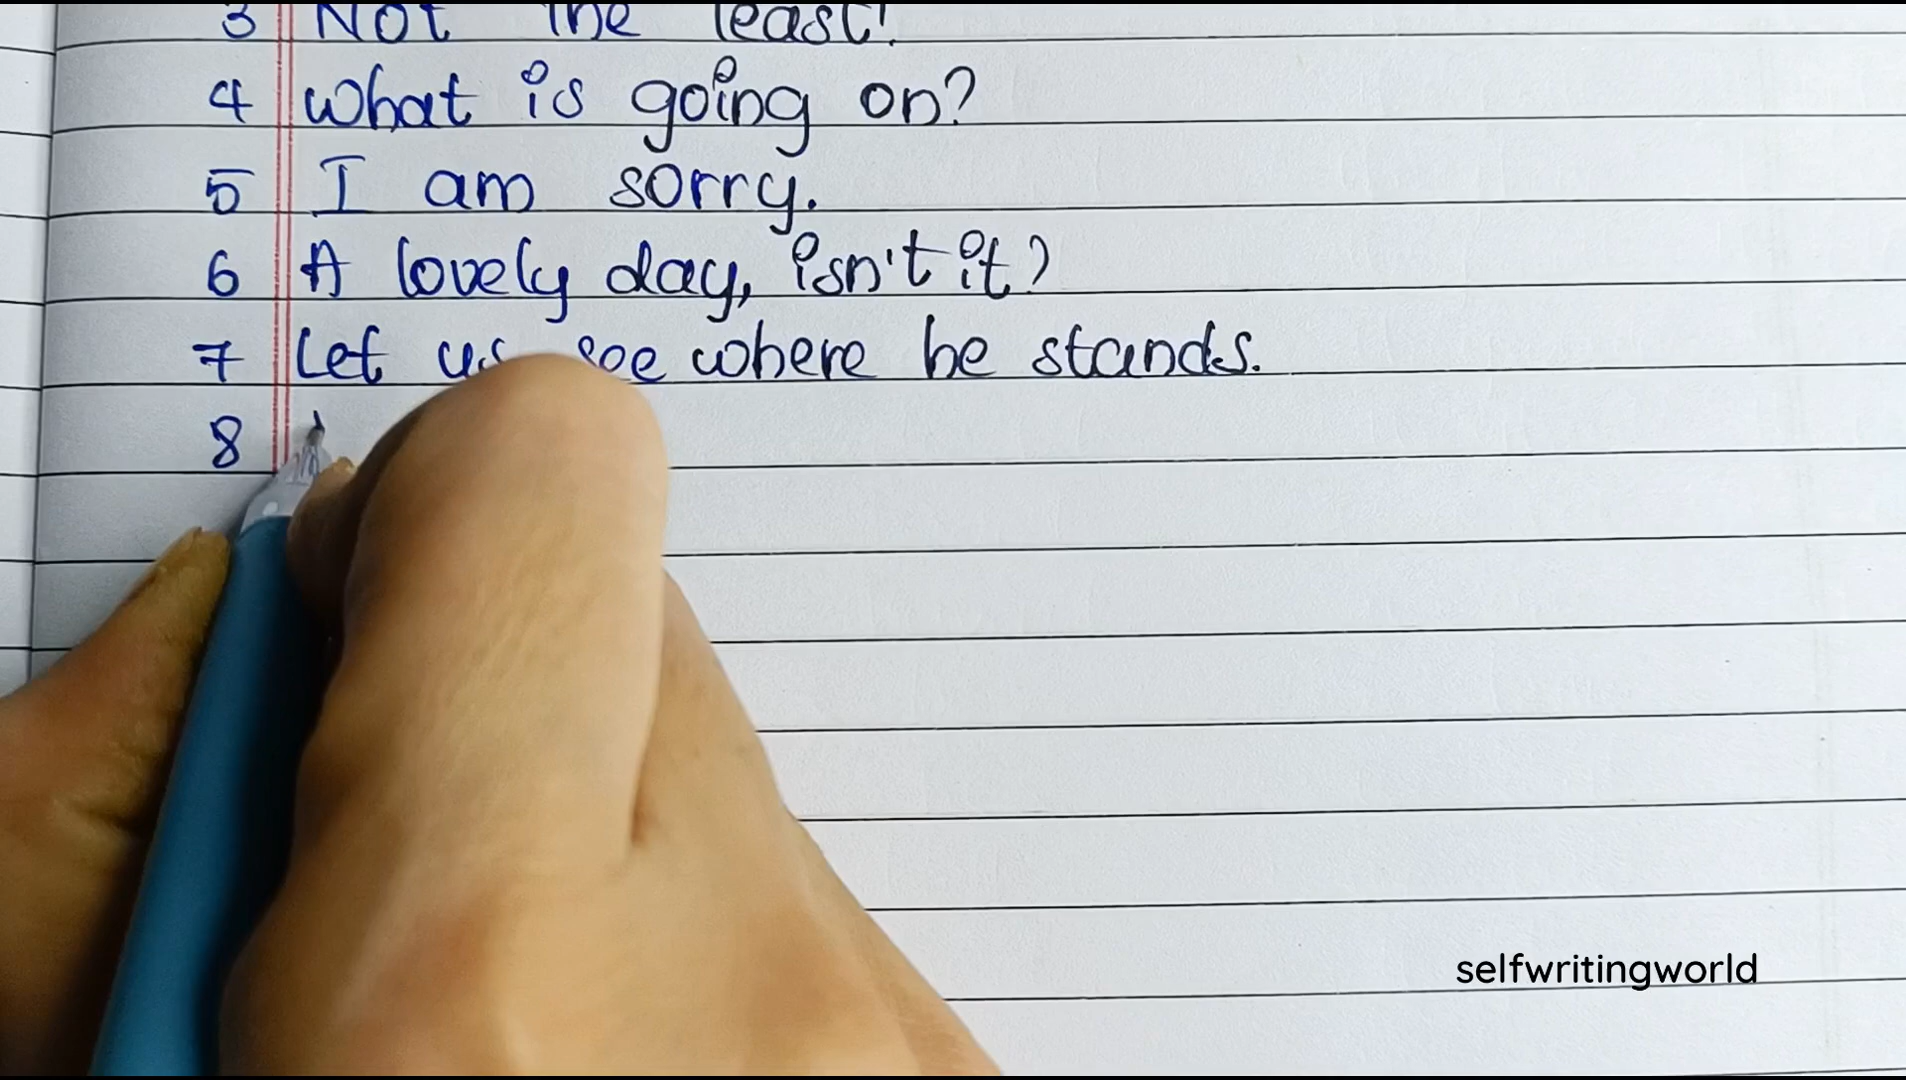 3 Not the least!
4 What is going on?
5 I am sorry.
6 A lovely day, isn't it?
7 Let us see where he stands.
8
selfwritingworld